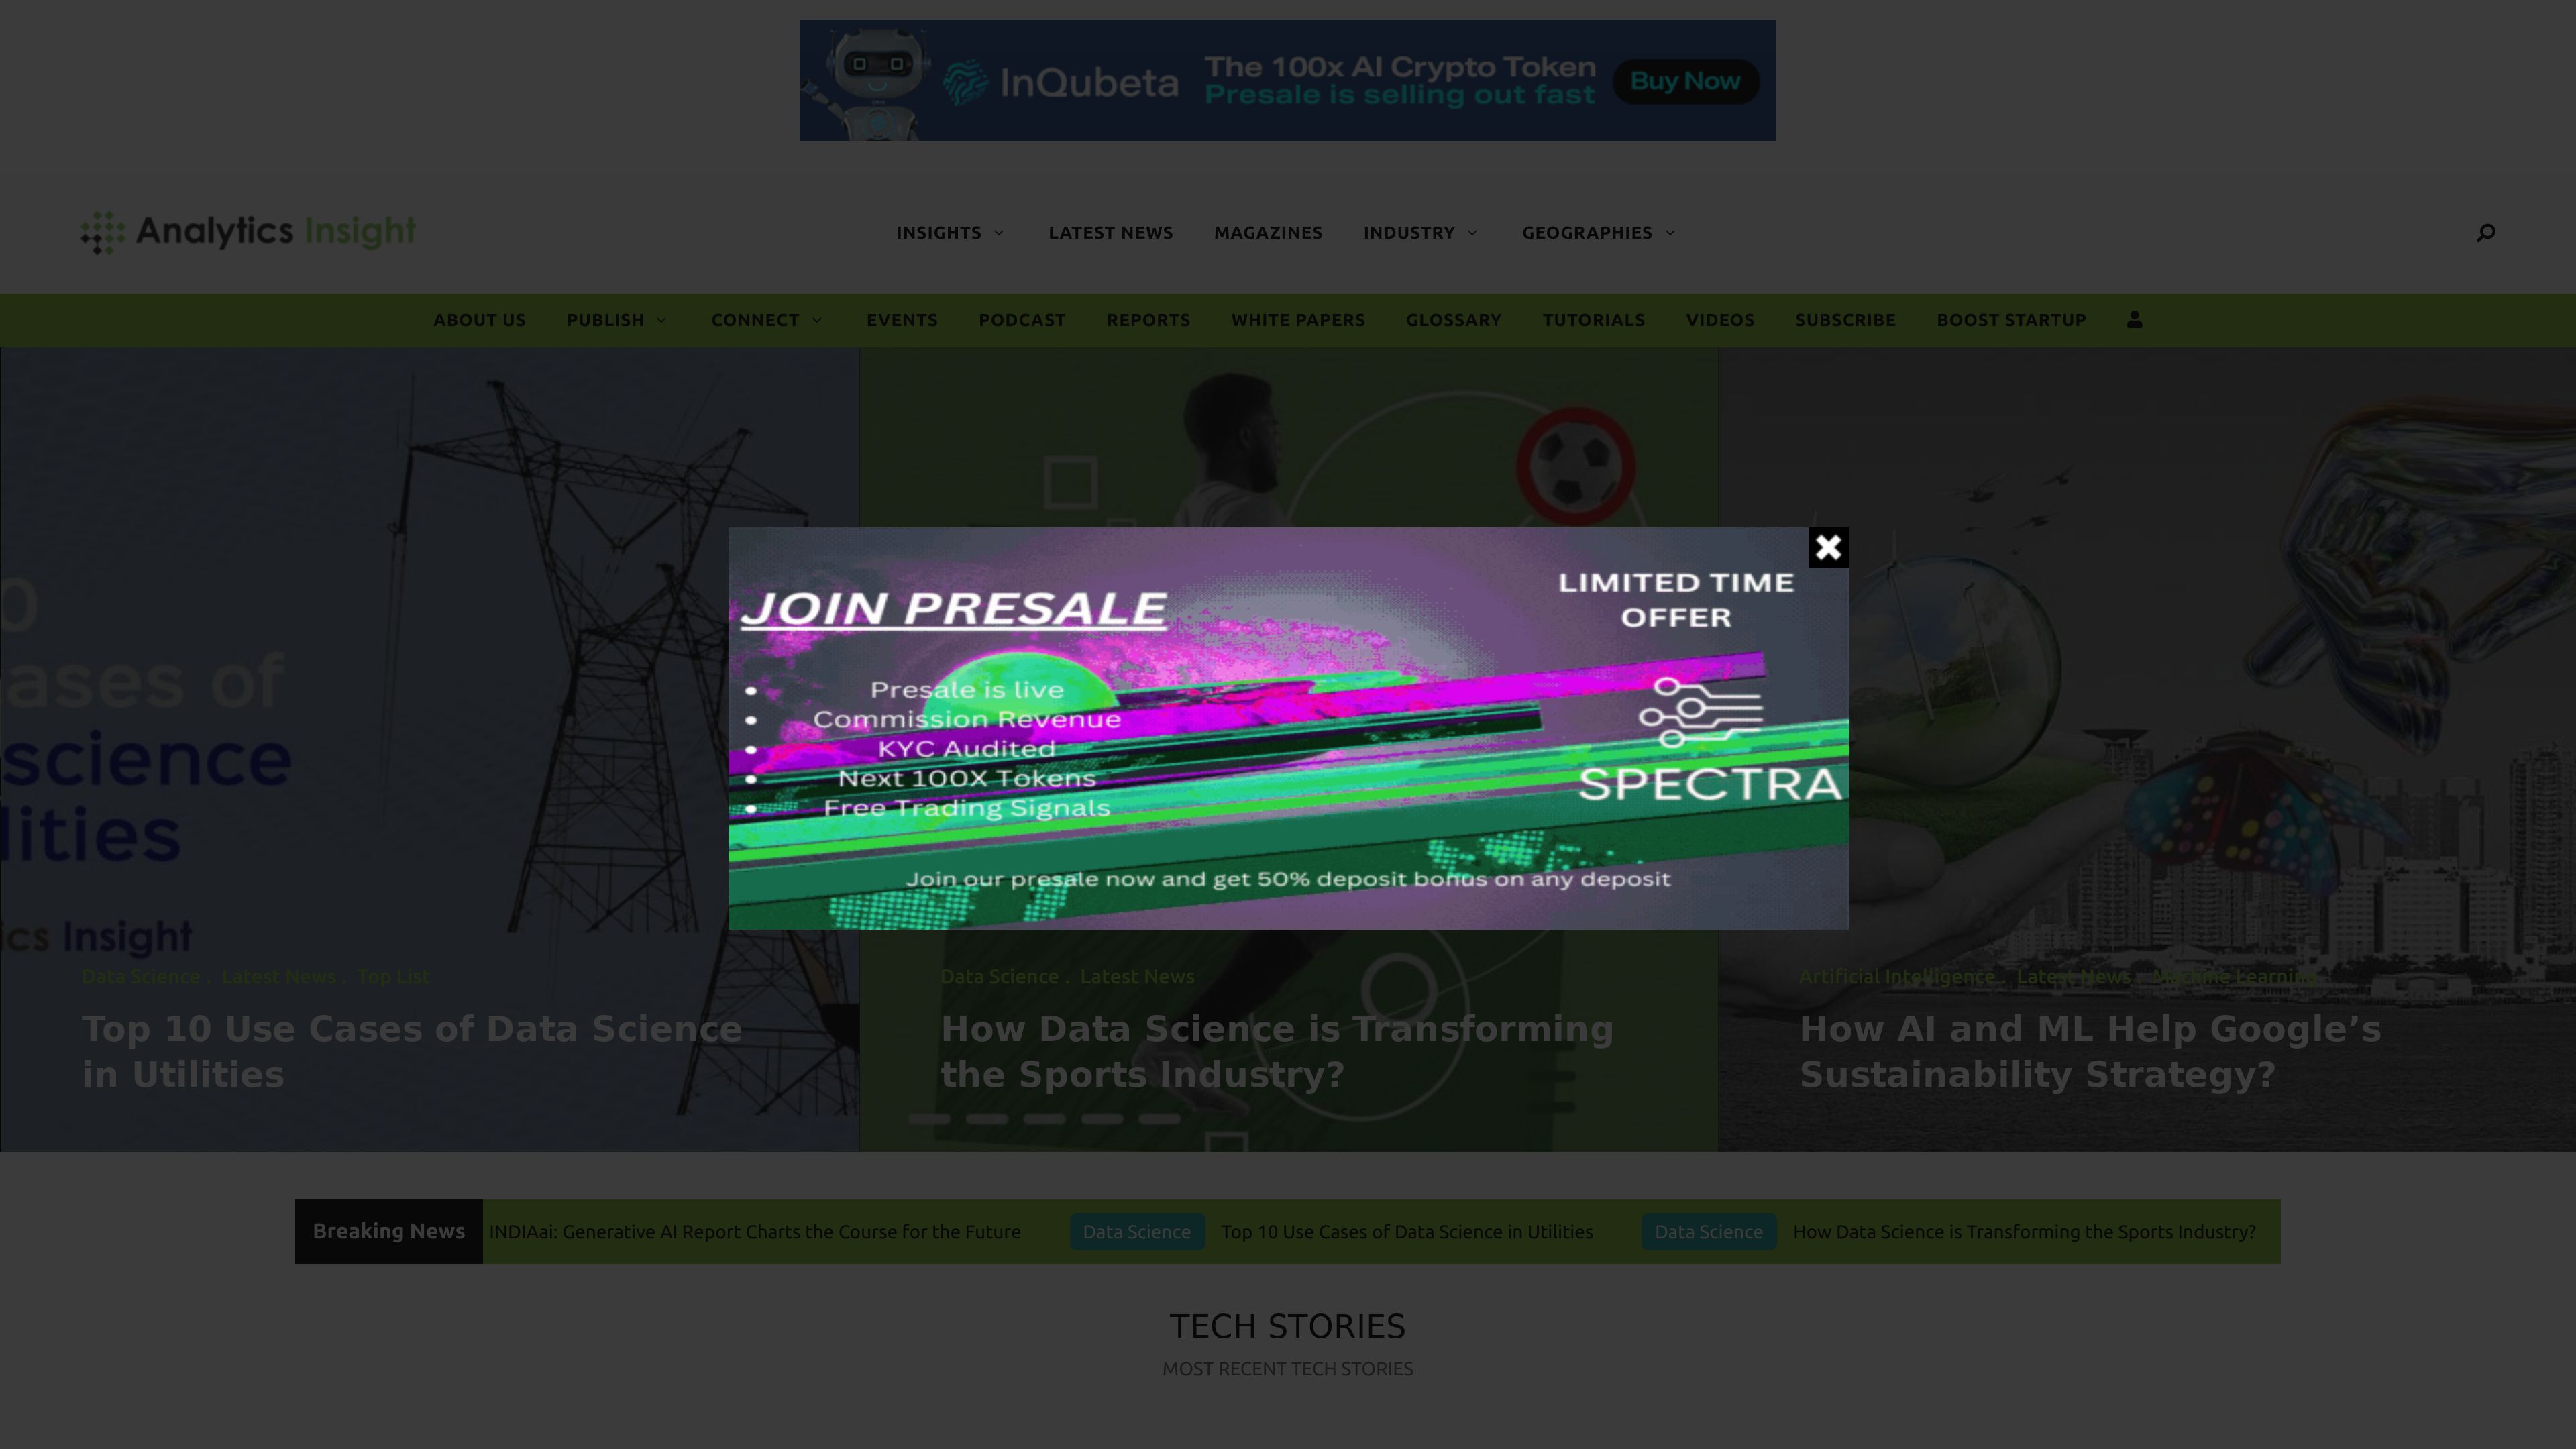 InQubeta
The 100x AI Crypto Token
Presale is selling out fast
Buy Now
Analytics Insight
INSIGHTS LATEST NEWS MAGAZINES INDUSTRY GEOGRAPHIES
ABOUT US PUBLISH CONNECT EVENTS PODCAST REPORTS WHITE PAPERS GLOSSARY TUTORIALS VIDEOS SUBSCRIBE BOOST STARTUP
0
ases of
science
lities
ics Insight
JOIN PRESALE
LIMITED TIME
OFFER
• Presale is live
• Commission Revenue
• KYC Audited
• Next 100X Tokens
• Free Trading Signals
SPECTRA
Join our presale now and get 50% deposit bonus on any deposit
Data Science . Latest News . Top List
Top 10 Use Cases of Data Science
in Utilities
Data Science . Latest News
How Data Science is Transforming
the Sports Industry?
Artificial Intelligence . Latest News . Machine Learning
How AI and ML Help Google’s
Sustainability Strategy?
Breaking News INDIAai: Generative AI Report Charts the Course for the Future Data Science Top 10 Use Cases of Data Science in Utilities Data Science How Data Science is Transforming the Sports Industry?
TECH STORIES
MOST RECENT TECH STORIES